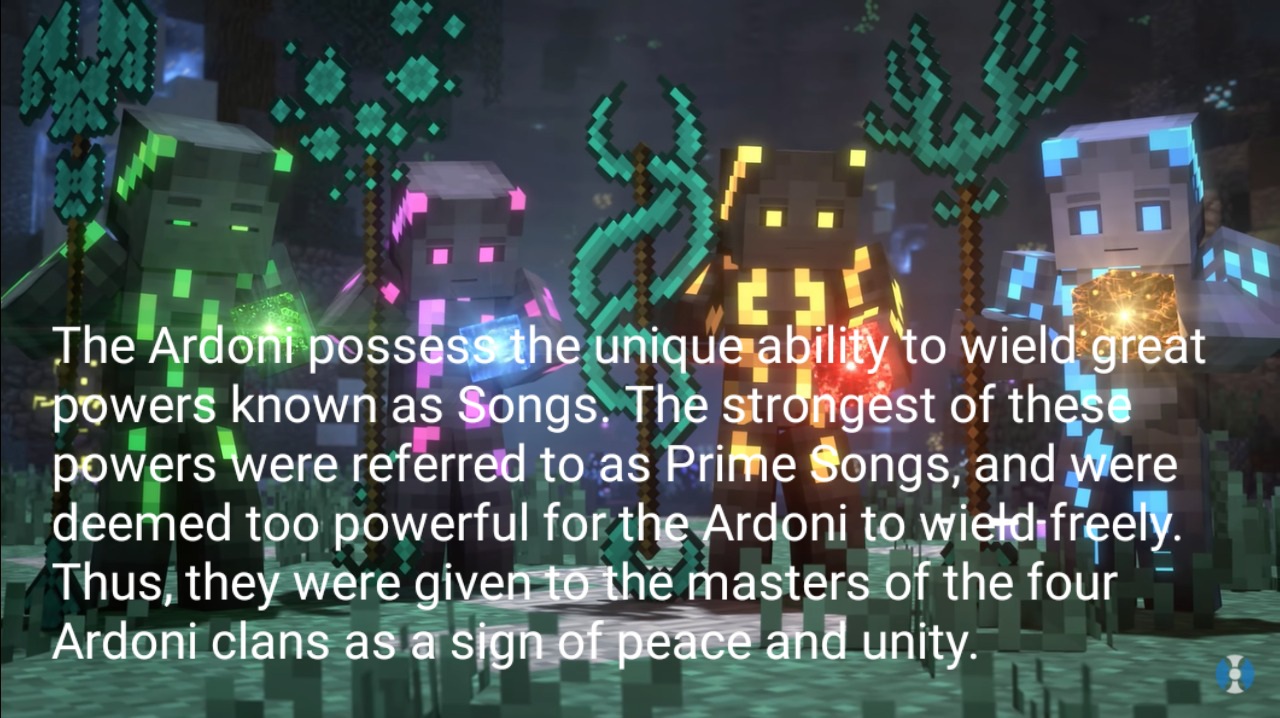 The Ardoni possess the unique ability to wield great
powers known as Songs. The strongest of these
powers were referred to as Prime Songs, and were
deemed too powerful for the Ardoni to wield freely.
Thus, they were given to the masters of the four
Ardoni clans as a sign of peace and unity.